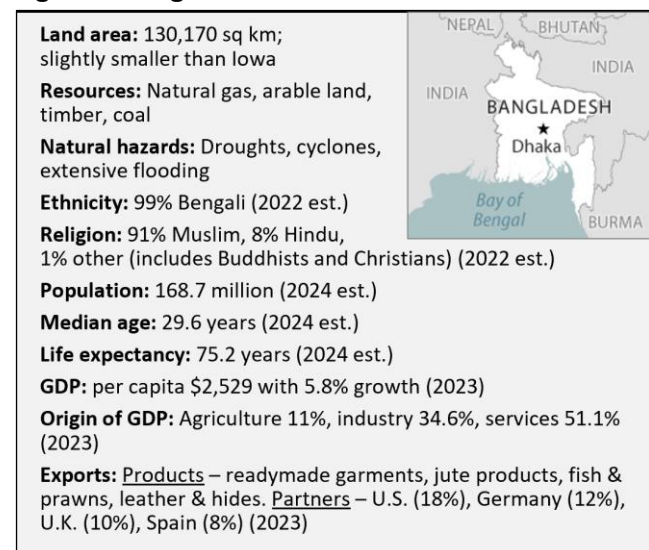 Land area: 130,170 sq km;
slightly smaller than Iowa
Resources: Natural gas, arable land,
timber, coal
Natural hazards: Droughts, cyclones,
extensive flooding
Ethnicity: 99% Bengali (2022 est.)
Religion: 91% Muslim, 8% Hindu,
1% other (includes Buddhists and Christians) (2022 est.)
Population: 168.7 million (2024 est.)
Median age: 29.6 years (2024 est.)
Life expectancy: 75.2 years (2024 est.)
GDP: per capita $2,529 with 5.8% growth (2023)
Origin of GDP: Agriculture 11%, industry 34.6%, services 51.1%
(2023)
Exports: Products – readymade garments, jute products, fish &
prawns, leather & hides. Partners – U.S. (18%), Germany (12%),
U.K. (10%), Spain (8%) (2023)
NEPAL
BHUTAN
INDIA
INDIA
BANGLADESH
Dhaka
Bay of
Bengal
BURMA